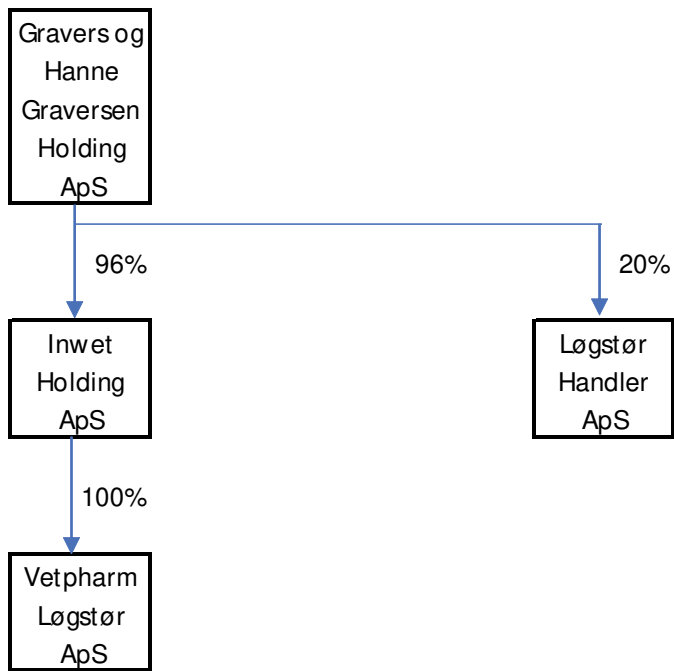 Gravers og
Hanne
Graversen
Holding
ApS
96%
20%
Inwet
Holding
ApS
Løgstør
Handler
ApS
100%
Vetpharm
Løgstør
ApS